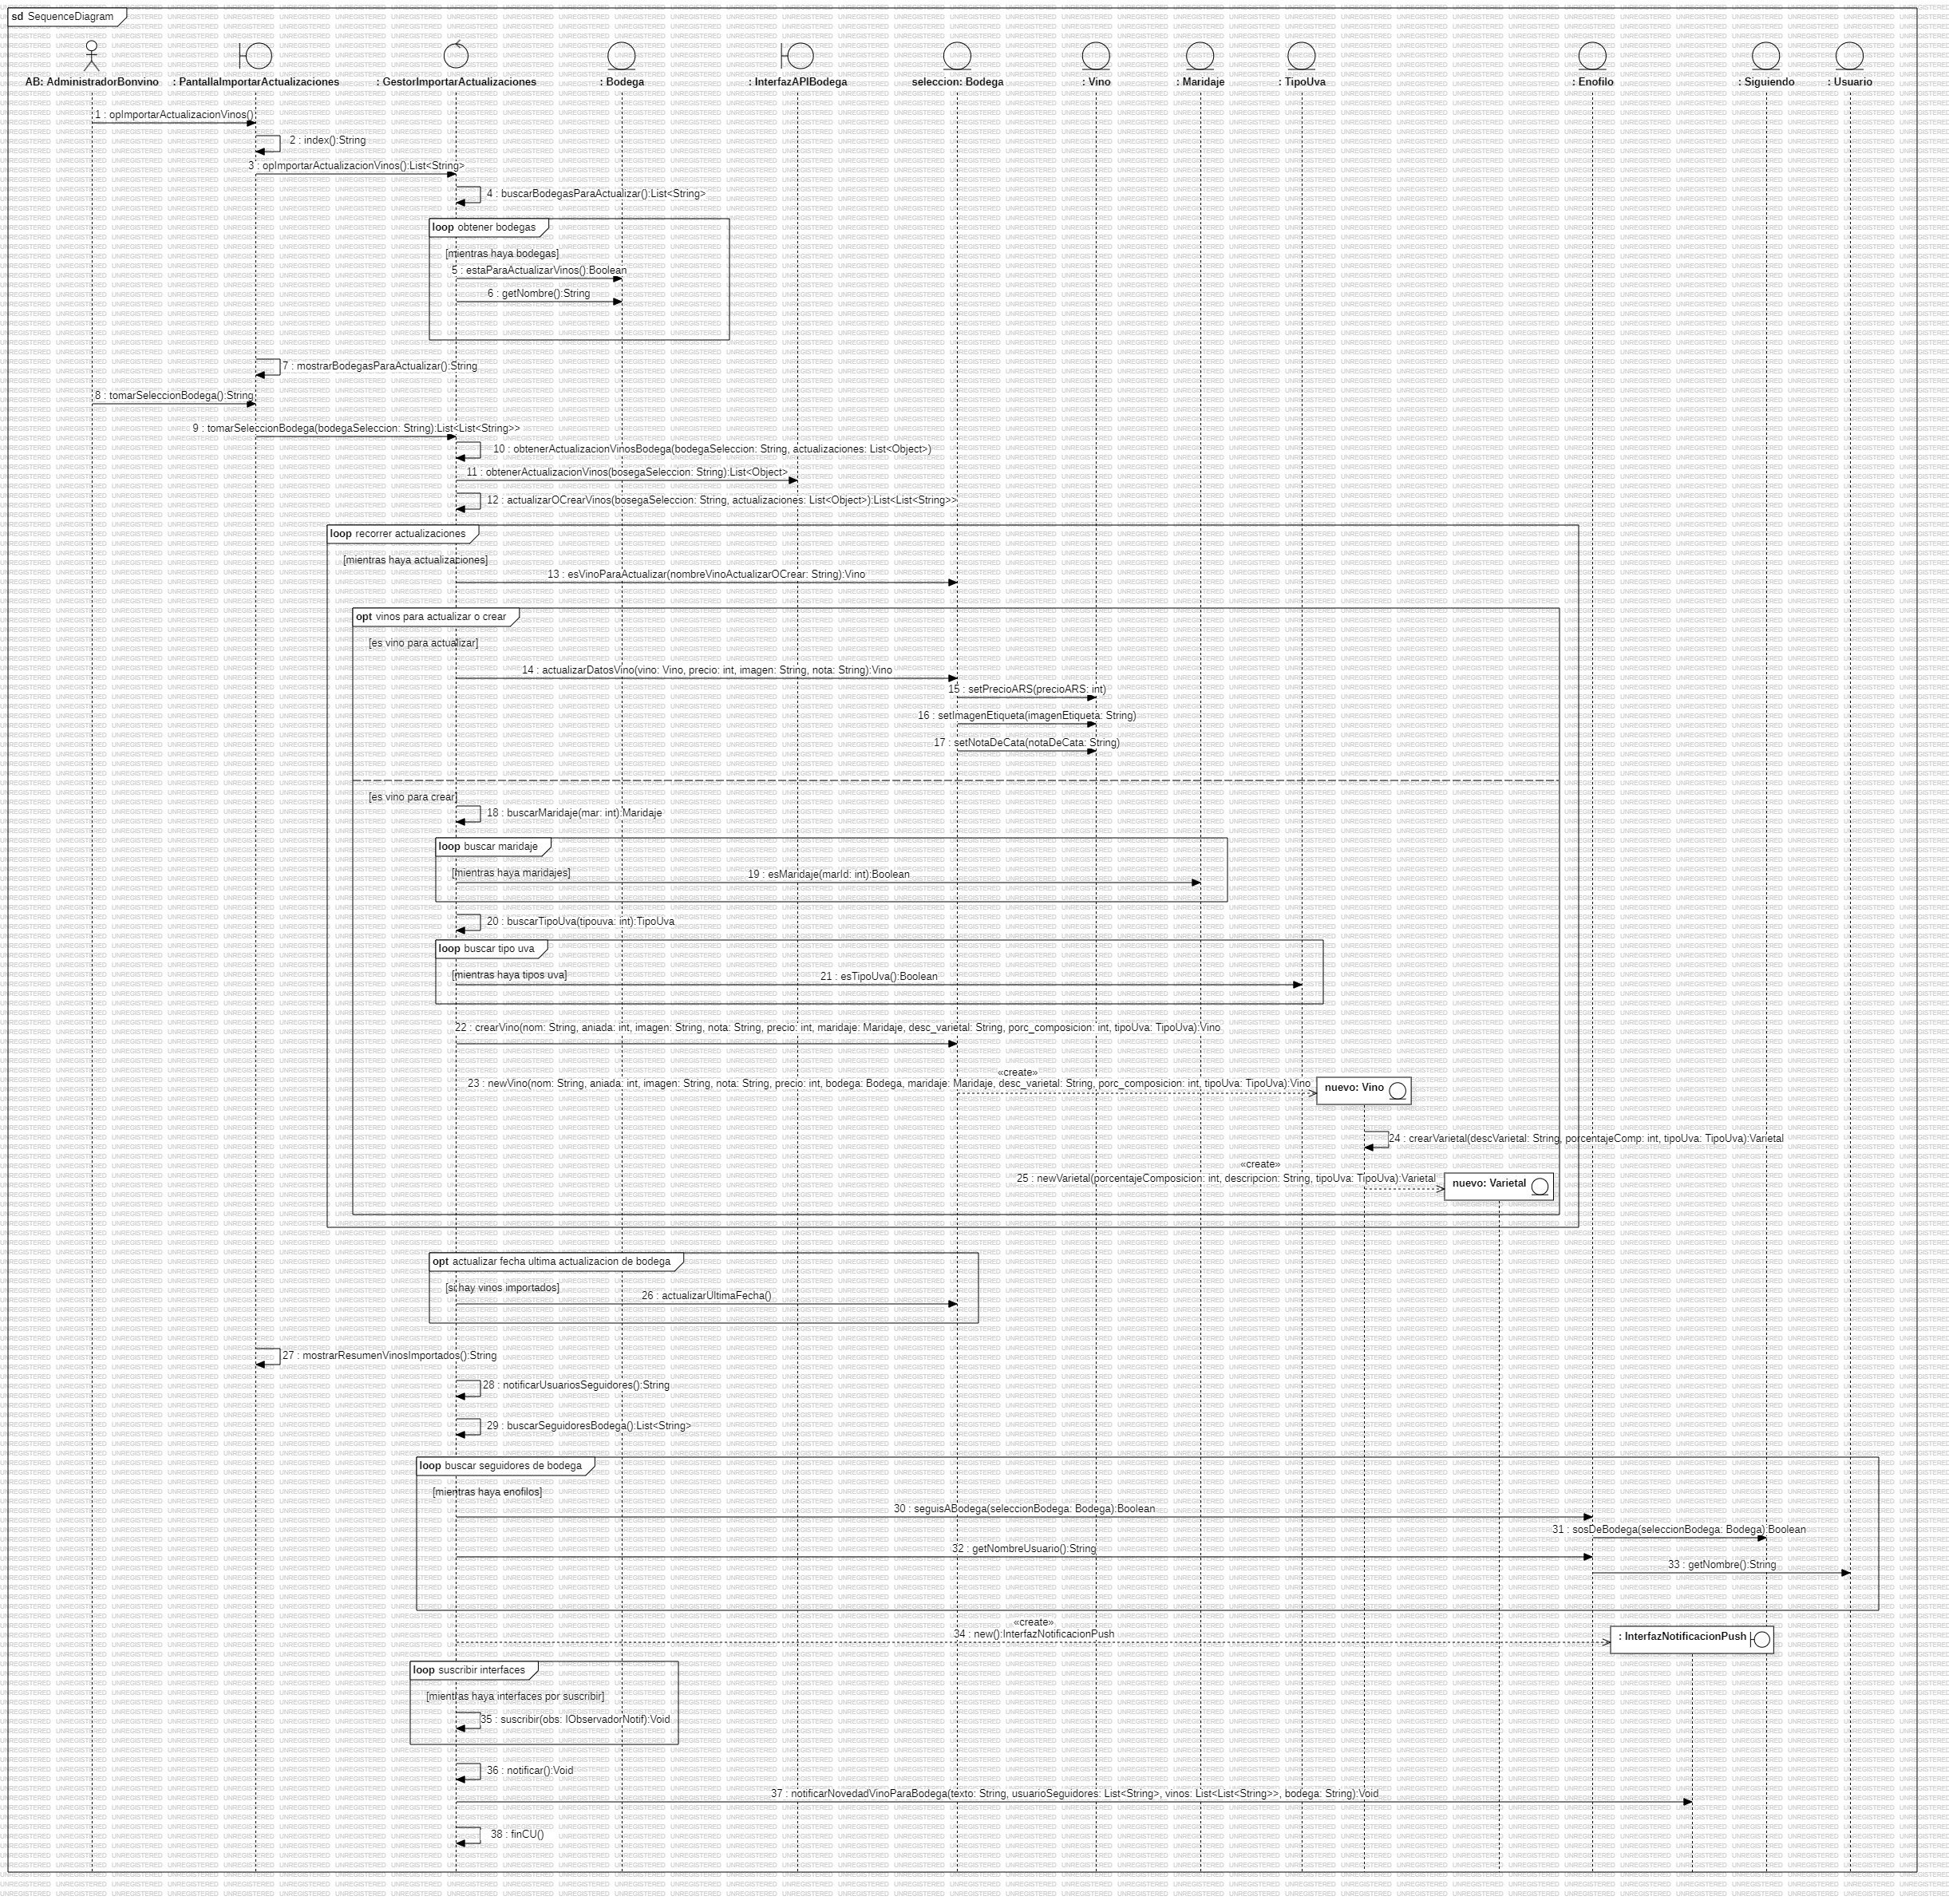 sd SequenceDiagram
AB: AdministradorBonvino
: PantallaImportarActualizaciones
: GestorImportarActualizaciones
: Bodega
: InterfazAPIBodega
seleccion: Bodega
: Vino
: Maridaje
: TipoUva
: Enofilo
: Siguiendo
: Usuario
1 : opImportarActualizacionVinos()
2 : index():String
3 : opImportarActualizacionVinos():List<String>
4 : buscarBodegasParaActualizar():List<String>
loop obtener bodegas
[mientras haya bodegas]
5 : estaParaActualizarVinos():Boolean
6 : getNombre():String
7 : mostrarBodegasParaActualizar():String
8 : tomarSeleccionBodega():String
9 : tomarSeleccionBodega(bodegaSeleccion: String):List<List<String>>
10 : obtenerActualizacionVinosBodega(bodegaSeleccion: String, actualizaciones: List<Object>)
11 : obtenerActualizacionVinos(bosegaSeleccion: String):List<Object>
12 : actualizarOCrearVinos(bosegaSeleccion: String, actualizaciones: List<Object>):List<List<String>>
loop recorrer actualizaciones
[mientras haya actualizaciones]
13 : esVinoParaActualizar(nombreVinoActualizarOCrear: String):Vino
opt vinos para actualizar o crear
[es vino para actualizar]
14 : actualizarDatosVino(vino: Vino, precio: int, imagen: String, nota: String):Vino
15 : setPrecioARS(precioARS: int)
16 : setImagenEtiqueta(imagenEtiqueta: String)
17 : setNotaDeCata(notaDeCata: String)
[es vino para crear]
18 : buscarMaridaje(mar: int):Maridaje
loop buscar maridaje
[mientras haya maridajes]
19 : esMaridaje(marId: int):Boolean
20 : buscarTipoUva(tipouva: int):TipoUva
loop buscar tipo uva
[mientras haya tipos uva]
21 : esTipoUva():Boolean
22 : crearVino(nom: String, aniada: int, imagen: String, nota: String, precio: int, maridaje: Maridaje, desc_varietal: String, porc_composicion: int, tipoUva: TipoUva):Vino
«create»
23 : newVino(nom: String, aniada: int, imagen: String, nota: String, precio: int, bodega: Bodega, maridaje: Maridaje, desc_varietal: String, porc_composicion: int, tipoUva: TipoUva):Vino
nuevo: Vino
24 : crearVarietal(descVarietal: String, porcentajeComp: int, tipoUva: TipoUva):Varietal
«create»
25 : newVarietal(porcentajeComposicion: int, descripcion: String, tipoUva: TipoUva):Varietal
nuevo: Varietal
opt actualizar fecha ultima actualizacion de bodega
[si hay vinos importados]
26 : actualizarUltimaFecha()
27 : mostrarResumenVinosImportados():String
28 : notificarUsuariosSeguidores():String
29 : buscarSeguidoresBodega():List<String>
loop buscar seguidores de bodega
[mientras haya enofilos]
30 : seguisABodega(seleccionBodega: Bodega):Boolean
31 : sosDeBodega(seleccionBodega: Bodega):Boolean
32 : getNombreUsuario():String
33 : getNombre():String
«create»
34 : new():InterfazNotificacionPush
: InterfazNotificacionPush
loop suscribir interfaces
[mientras haya interfaces por suscribir]
35 : suscribir(obs: IObservadorNotif):Void
36 : notificar():Void
37 : notificarNovedadVinoParaBodega(texto: String, usuarioSeguidores: List<String>, vinos: List<List<String>>, bodega: String):Void
38 : finCU()